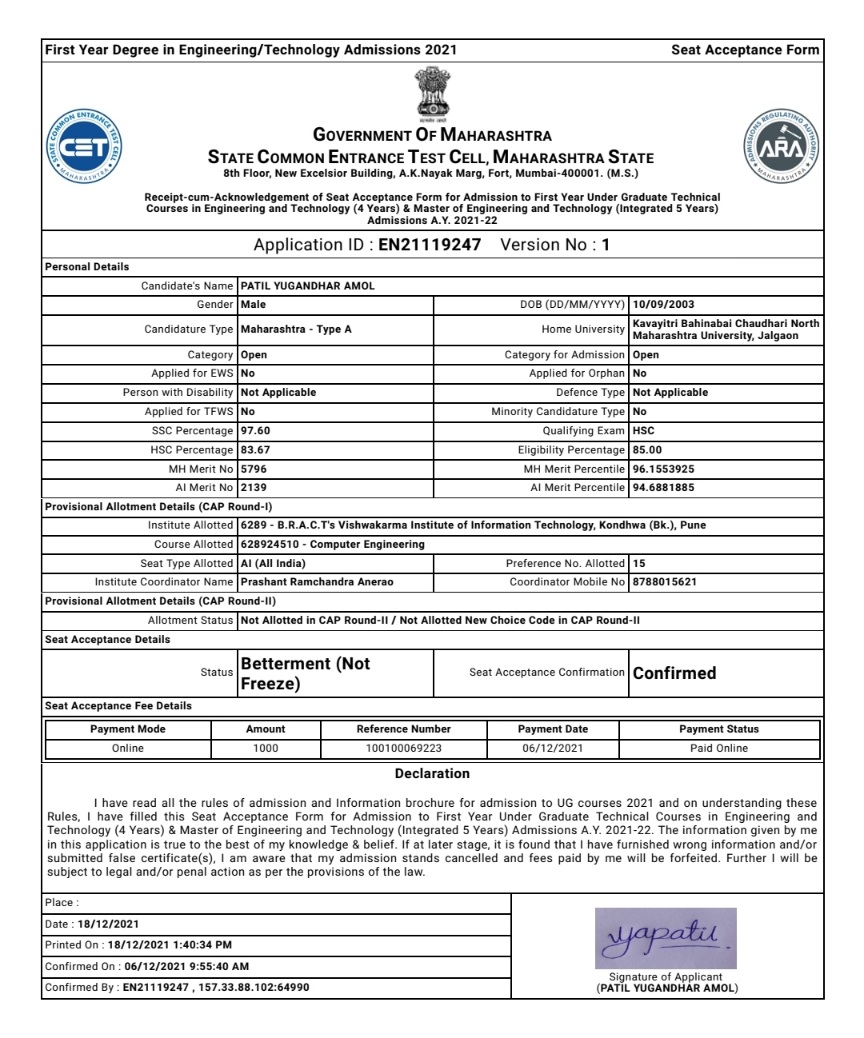 First Year Degree in Engineering/Technology Admissions 2021 Seat Acceptance Form
STATE COMMON ENTRANCE TEST CELL
CET
MAHARASHTRA
ADMISSIONS REGULATING AUTHORITY
ARA
MAHARASHTRA
सत्यमेव जयते
GOVERNMENT OF MAHARASHTRA
STATE COMMON ENTRANCE TEST CELL, MAHARASHTRA STATE
8th Floor, New Excelsior Building, A.K.Nayak Marg, Fort, Mumbai-400001. (M.S.)
Receipt-cum-Acknowledgement of Seat Acceptance Form for Admission to First Year Under Graduate Technical
Courses in Engineering and Technology (4 Years) & Master of Engineering and Technology (Integrated 5 Years)
Admissions A.Y. 2021-22
Application ID : EN21119247 Version No : 1
Personal Details
Candidate's Name PATIL YUGANDHAR AMOL
Gender Male DOB (DD/MM/YYYY) 10/09/2003
Candidature Type Maharashtra - Type A Home University Kavayitri Bahinabai Chaudhari North
Maharashtra University, Jalgaon
Category Open Category for Admission Open
Applied for EWS No Applied for Orphan No
Person with Disability Not Applicable Defence Type Not Applicable
Applied for TFWS No Minority Candidature Type No
SSC Percentage 97.60 Qualifying Exam HSC
HSC Percentage 83.67 Eligibility Percentage 85.00
MH Merit No 5796 MH Merit Percentile 96.1553925
AI Merit No 2139 AI Merit Percentile 94.6881885
Provisional Allotment Details (CAP Round-I)
Institute Allotted 6289 - B.R.A.C.T's Vishwakarma Institute of Information Technology, Kondhwa (Bk.), Pune
Course Allotted 628924510 - Computer Engineering
Seat Type Allotted AI (All India) Preference No. Allotted 15
Institute Coordinator Name Prashant Ramchandra Anerao Coordinator Mobile No 8788015621
Provisional Allotment Details (CAP Round-II)
Allotment Status Not Allotted in CAP Round-II / Not Allotted New Choice Code in CAP Round-II
Seat Acceptance Details
Status Betterment (Not
Freeze) Seat Acceptance Confirmation Confirmed
Seat Acceptance Fee Details
Payment Mode Amount Reference Number Payment Date Payment Status
Online 1000 100100069223 06/12/2021 Paid Online
Declaration
I have read all the rules of admission and Information brochure for admission to UG courses 2021 and on understanding these
Rules, I have filled this Seat Acceptance Form for Admission to First Year Under Graduate Technical Courses in Engineering and
Technology (4 Years) & Master of Engineering and Technology (Integrated 5 Years) Admissions A.Y. 2021-22. The information given by me
in this application is true to the best of my knowledge & belief. If at later stage, it is found that I have furnished wrong information and/or
submitted false certificate(s), I am aware that my admission stands cancelled and fees paid by me will be forfeited. Further I will be
subject to legal and/or penal action as per the provisions of the law.
Place :
Date : 18/12/2021
Printed On : 18/12/2021 1:40:34 PM
Confirmed On : 06/12/2021 9:55:40 AM
Confirmed By : EN21119247 , 157.33.88.102:64990
yapatil.
Signature of Applicant
(PATIL YUGANDHAR AMOL)